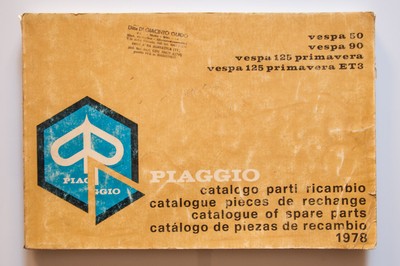 vespa 50
vespa 90
vespa 125 primavera
vespa 125 primavera ET3
PIAGGIO
PIAGGIO
catalogo parti ricambio
catalogue pieces de rechange
catalogue of spare parts
catálogo de piezas de recambio
1978